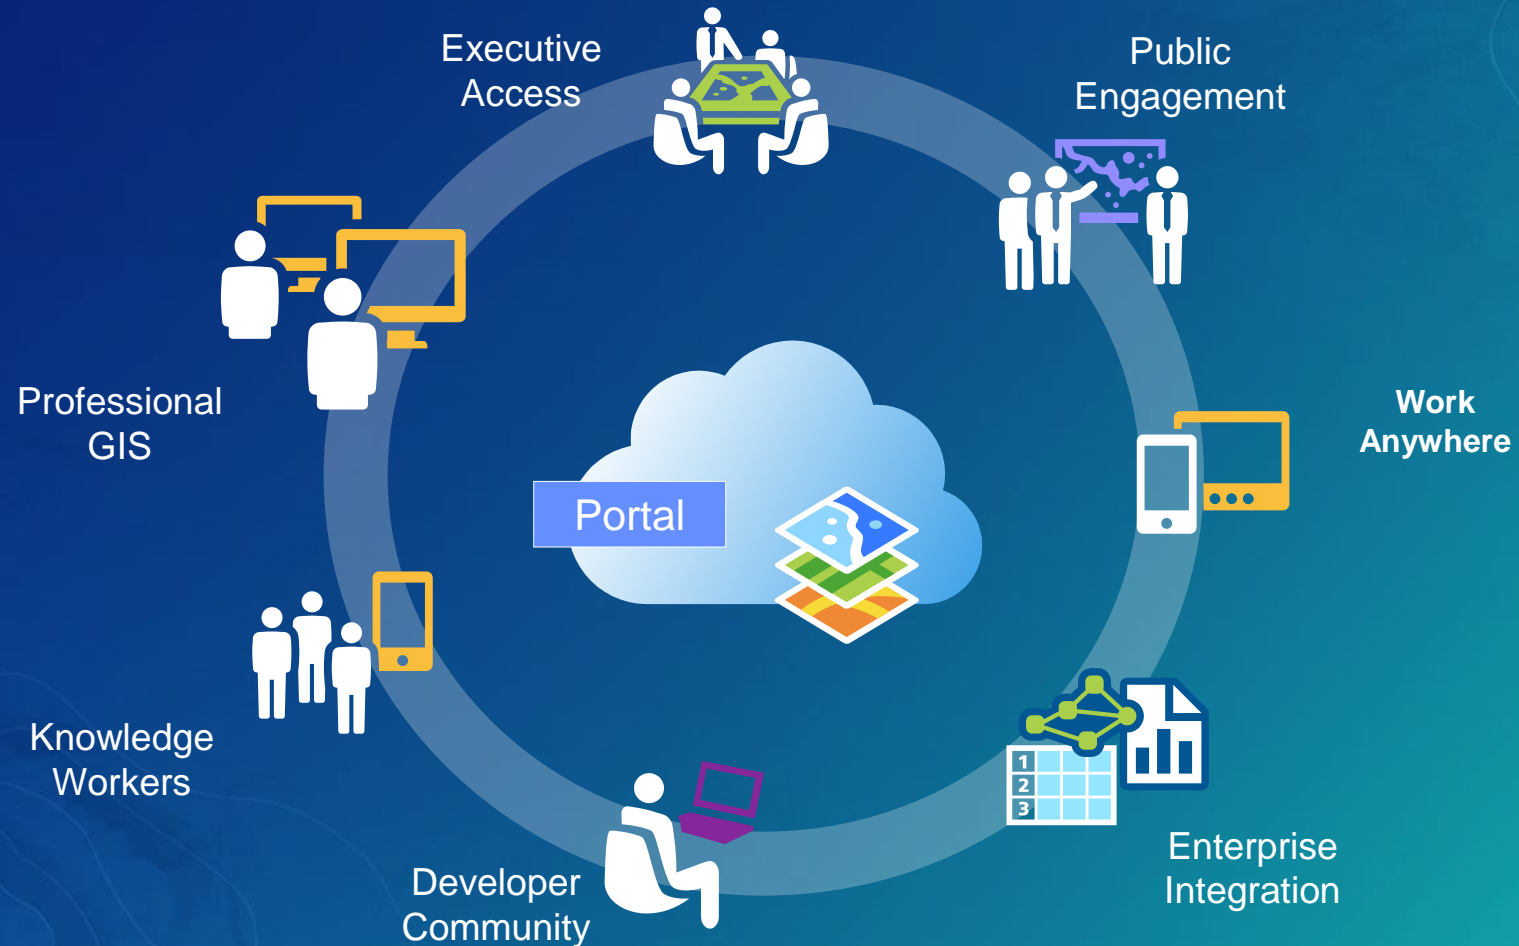 Executive
Access
Public
Engagement
Professional
GIS
Work
Anywhere
Portal
Knowledge
Workers
1
2
3
Developer
Community
Enterprise
Integration